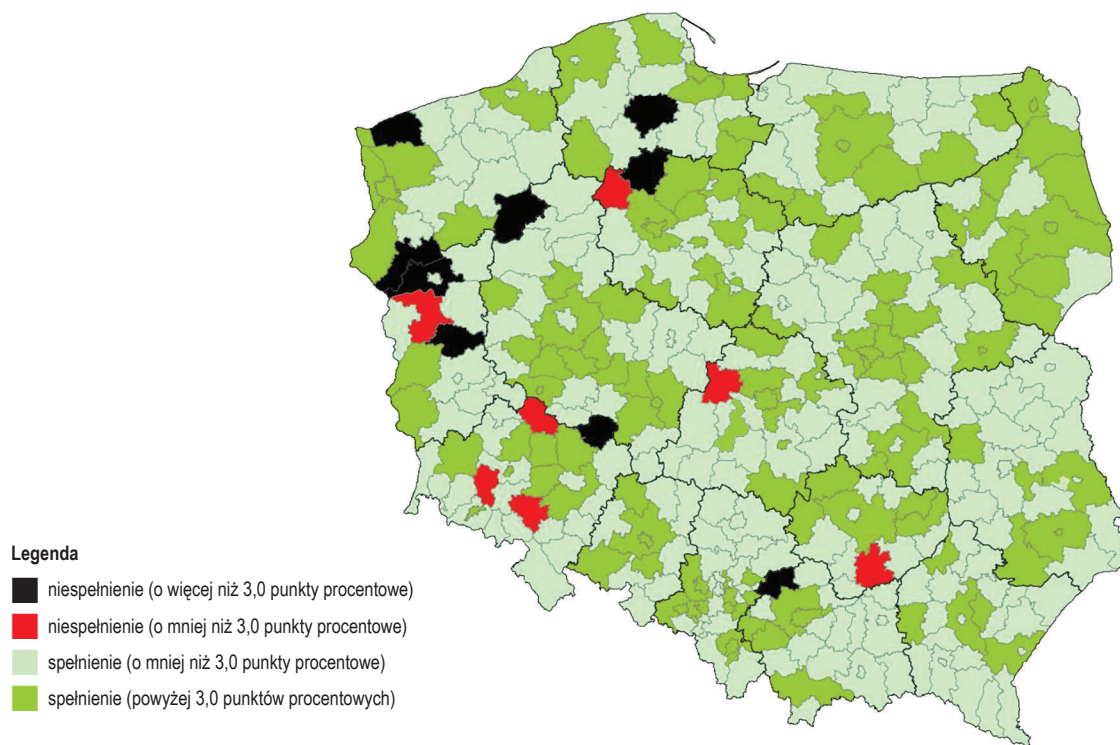 Legenda
niespełnienie (o więcej niż 3,0 punkty procentowe)
niespełnienie (o mniej niż 3,0 punkty procentowe)
spełnienie (o mniej niż 3,0 punkty procentowe)
spełnienie (powyżej 3,0 punktów procentowych)